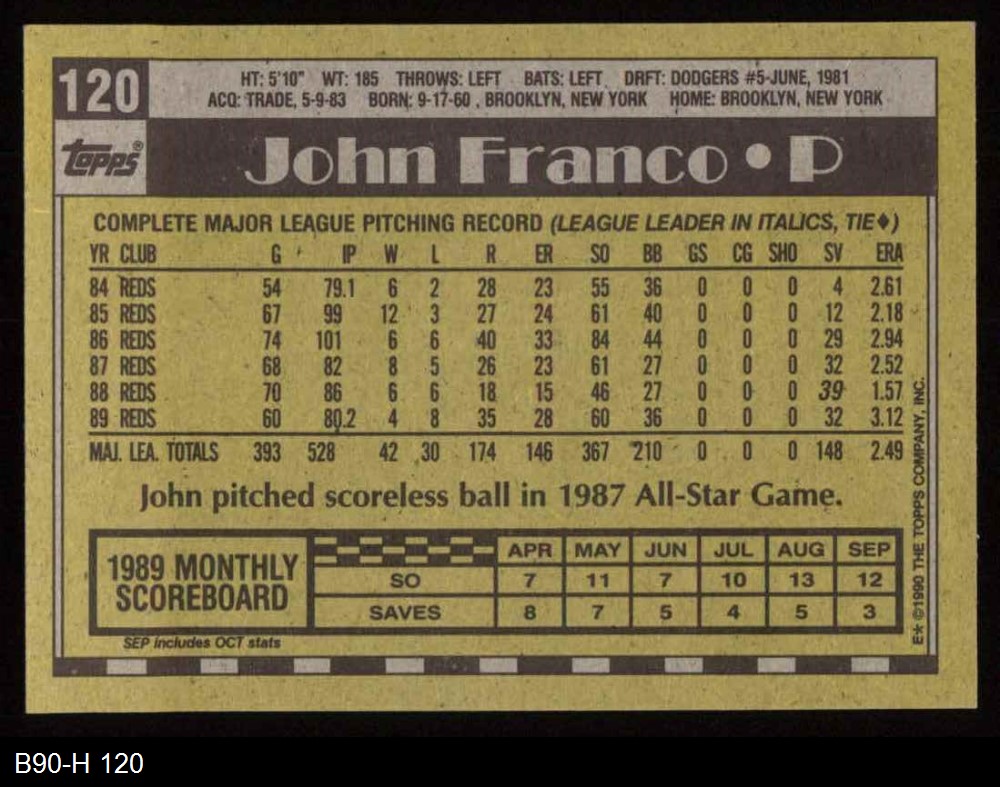 120
HT: 5'10" WT: 185 THROWS: LEFT BATS: LEFT DRFT: DODGERS #5-JUNE, 1981
ACQ: TRADE, 5-9-83 BORN: 9-17-60, BROOKLYN, NEW YORK HOME: BROOKLYN, NEW YORK
topps®
John Franco • P
COMPLETE MAJOR LEAGUE PITCHING RECORD (LEAGUE LEADER IN ITALICS, TIE♦)
YR CLUB G IP W L R ER SO BB GS CG SHO SV ERA
84 REDS 54 79.1 6 2 28 23 55 36 0 0 0 4 2.61
85 REDS 67 99 12 3 27 24 61 40 0 0 0 12 2.18
86 REDS 74 101 6 6 40 33 84 44 0 0 0 29 2.94
87 REDS 68 82 8 5 26 23 61 27 0 0 0 32 2.52
88 REDS 70 86 6 6 18 15 46 27 0 0 0 39 1.57
89 REDS 60 80.2 4 8 35 28 60 36 0 0 0 32 3.12
MAJ. LEA. TOTALS 393 528 42 30 174 146 367 210 0 0 0 148 2.49
John pitched scoreless ball in 1987 All-Star Game.
1989 MONTHLY
SCOREBOARD
APR MAY JUN JUL AUG SEP
SO 7 11 7 10 13 12
SAVES 8 7 5 4 5 3
SEP includes OCT stats
E* ©1990 THE TOPPS COMPANY, INC.
B90-H 120